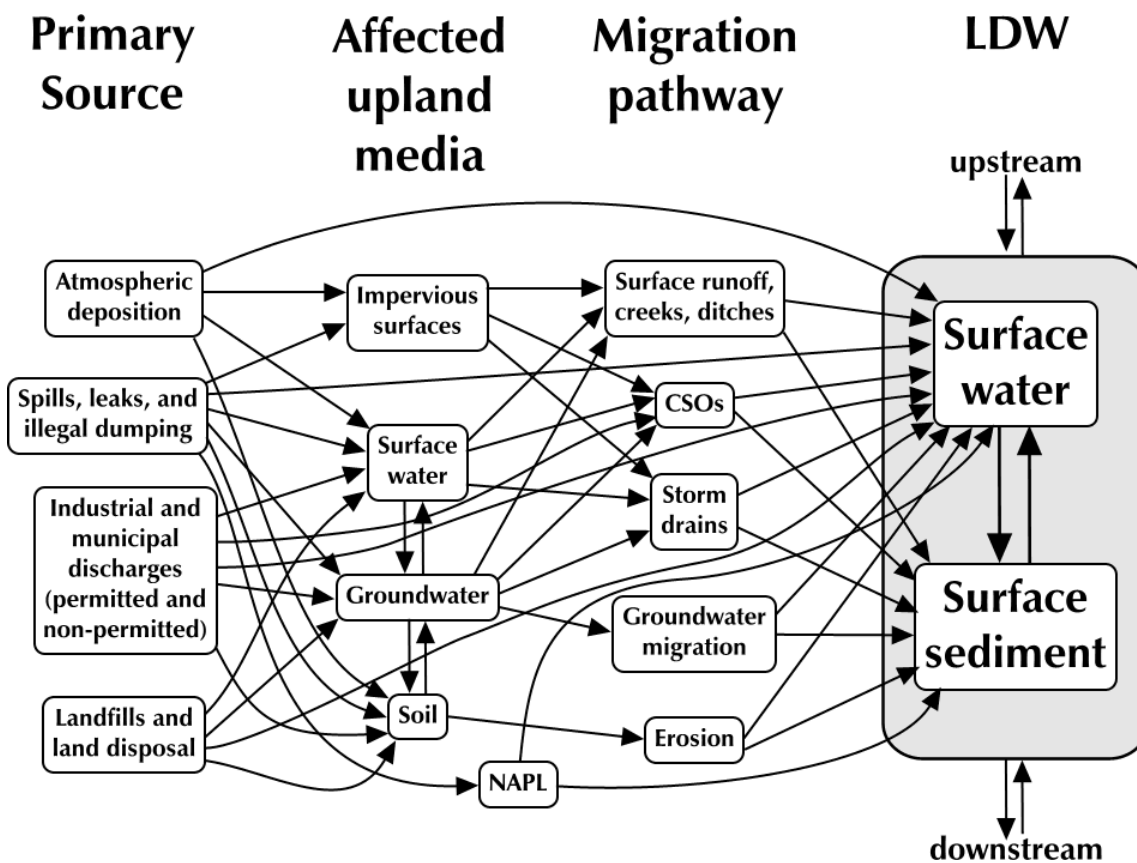 Primary
Source
Affected
upland
media
Migration
pathway
LDW
upstream
Atmospheric
deposition
Impervious
surfaces
Surface runoff,
creeks, ditches
Surface
water
Spills, leaks, and
illegal dumping
CSOs
Surface
water
Industrial and
municipal
discharges
(permitted and
non-permitted)
Storm
drains
Groundwater
Groundwater
migration
Surface
sediment
Landfills and
land disposal
Soil
Erosion
NAPL
downstream